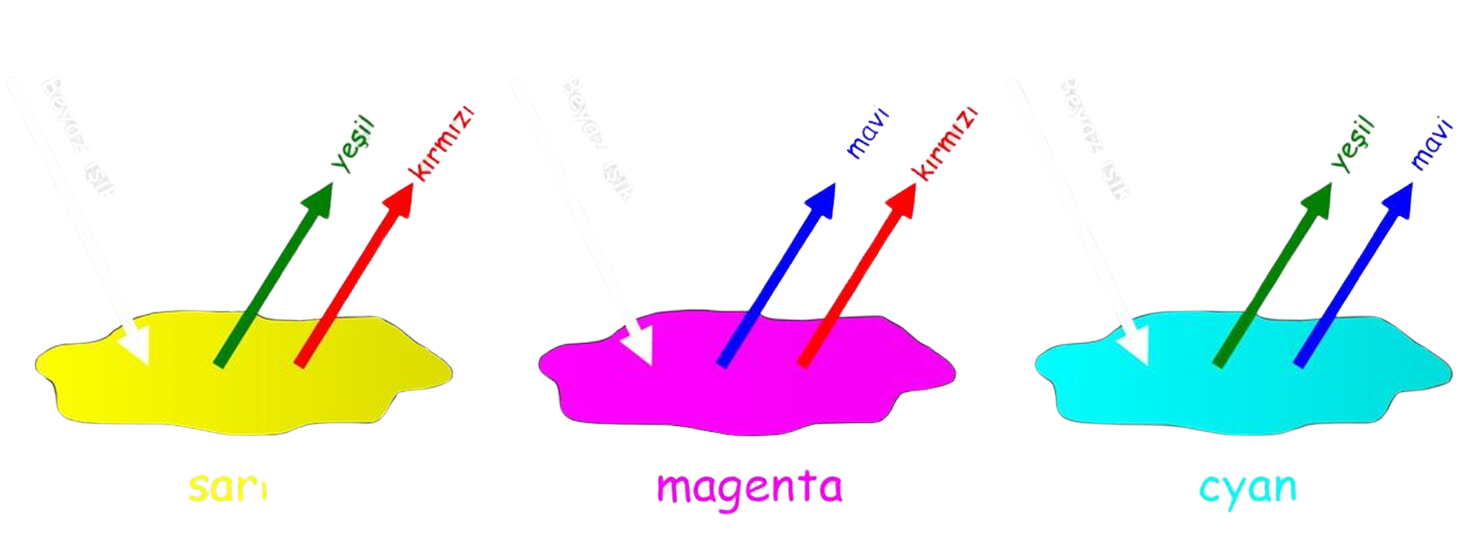 Beyaz ışık
yeşil
kırmızı
Beyaz ışık
mavi
kırmızı
Beyaz ışık
yeşil
mavi
sarı
magenta
cyan